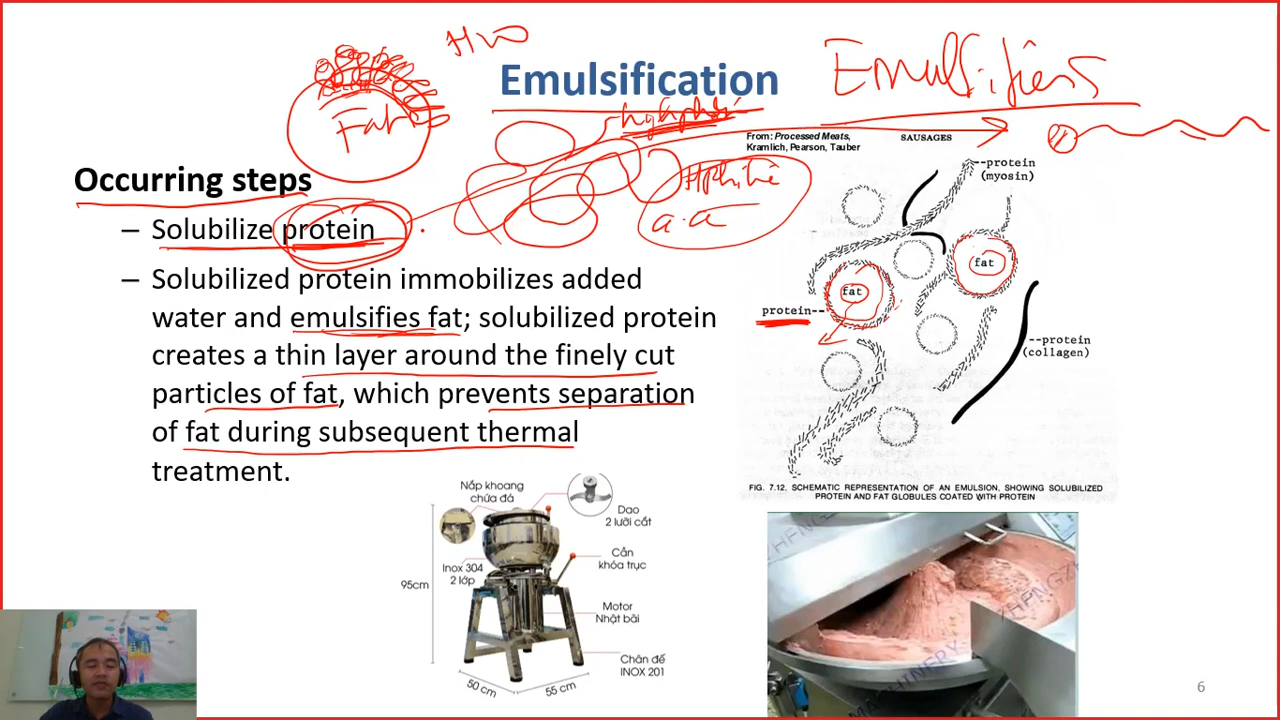 H2O
Emulsification
Emulsifiers
Fat
From: Processed Meats,
Kramlich, Pearson, Tauber
SAUSAGES
Occurring steps
– Solubilize protein
a.a
– Solubilized protein immobilizes added
water and emulsifies fat; solubilized protein
creates a thin layer around the finely cut
particles of fat, which prevents separation
of fat during subsequent thermal
treatment.
--protein
(myosin)
fat
fat
protein--
--protein
(collagen)
FIG. 7.12. SCHEMATIC REPRESENTATION OF AN EMULSION, SHOWING SOLUBILIZED
PROTEIN AND FAT GLOBULES COATED WITH PROTEIN
Nắp khoang
chứa đá
Dao
2 lưỡi cắt
Inox 304
2 lớp
Cần
khóa trục
95cm
Motor
Nhật bãi
Chân đế
INOX 201
50 cm
55 cm
6